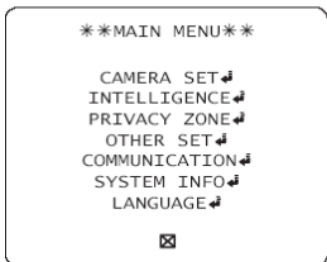 **MAIN MENU**
CAMERA SET↲
INTELLIGENCE↲
PRIVACY ZONE↲
OTHER SET↲
COMMUNICATION↲
SYSTEM INFO↲
LANGUAGE↲